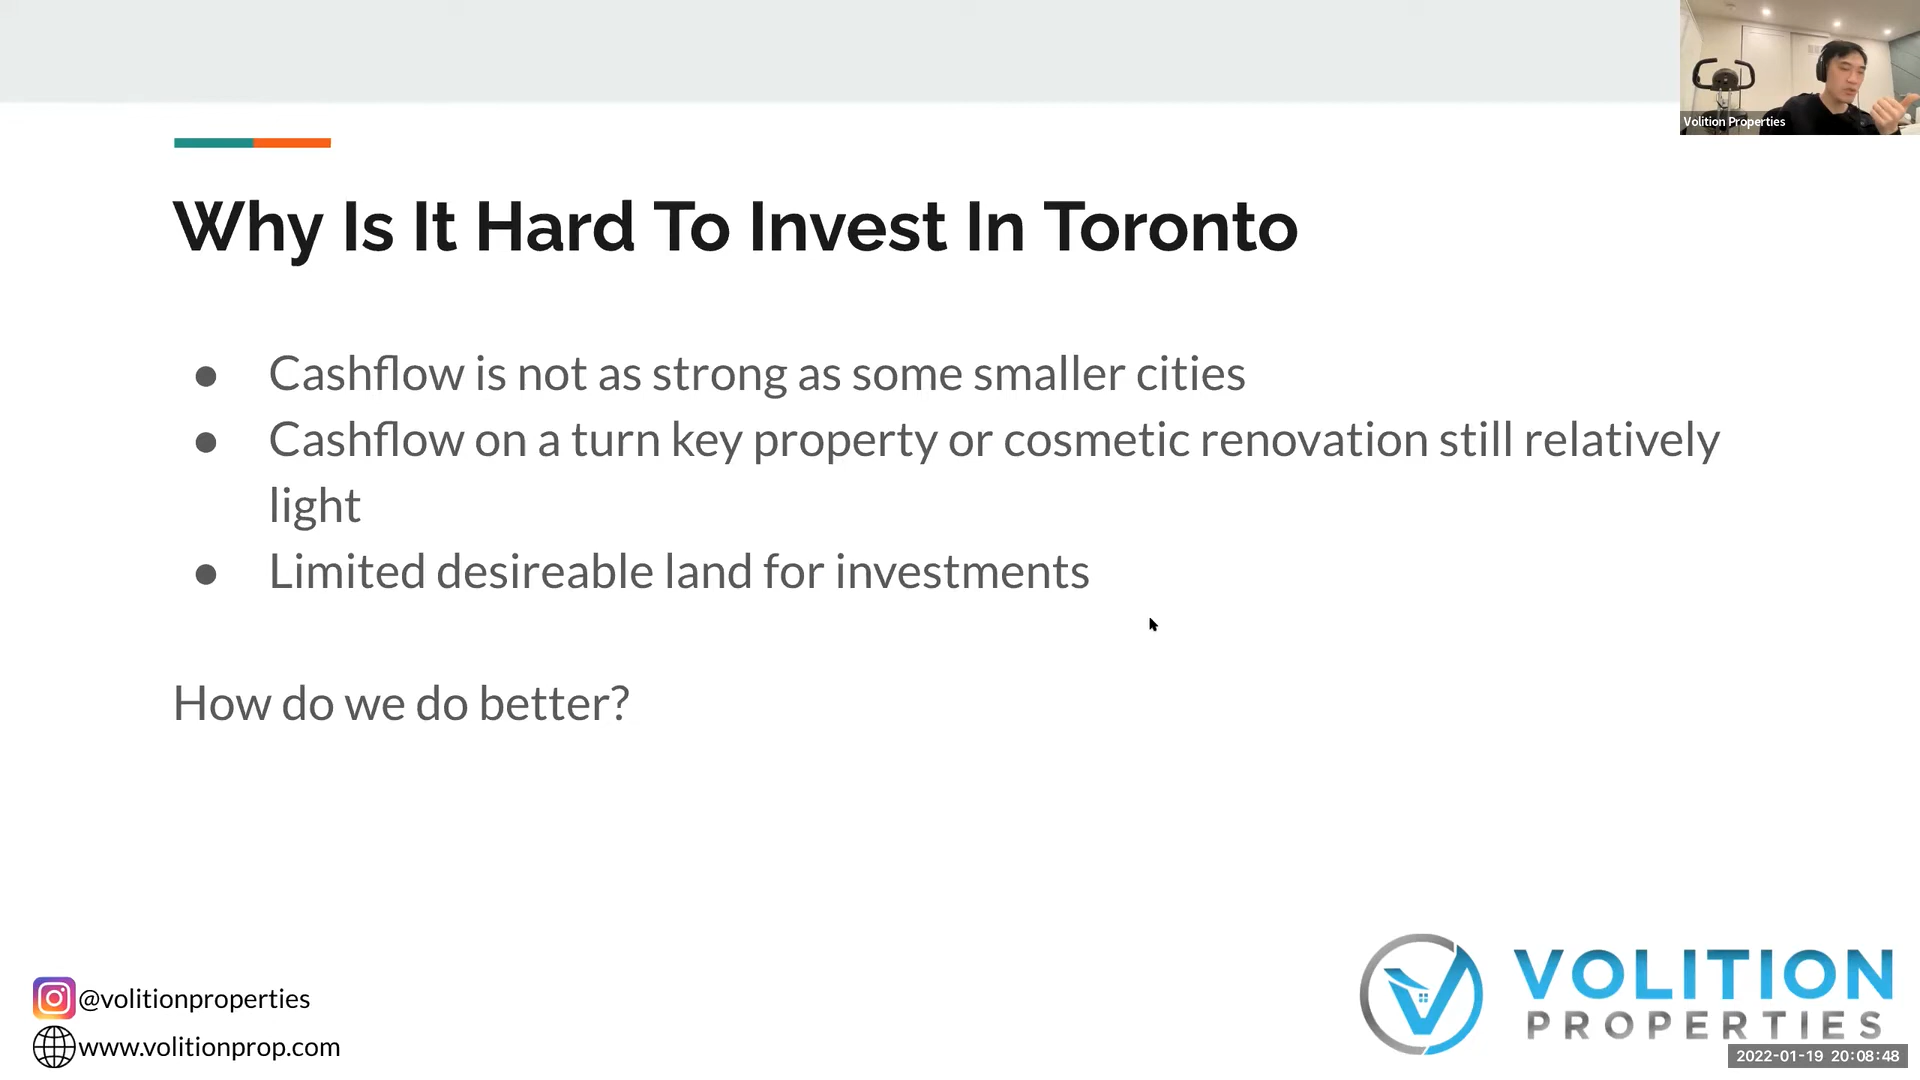 Volition Properties
Why Is It Hard To Invest In Toronto
● Cashflow is not as strong as some smaller cities
● Cashflow on a turn key property or cosmetic renovation still relatively
light
● Limited desireable land for investments
How do we do better?
@volitionproperties
www.volitionprop.com
VOLITION
PROPERTIES
2022-01-19 20:08:48